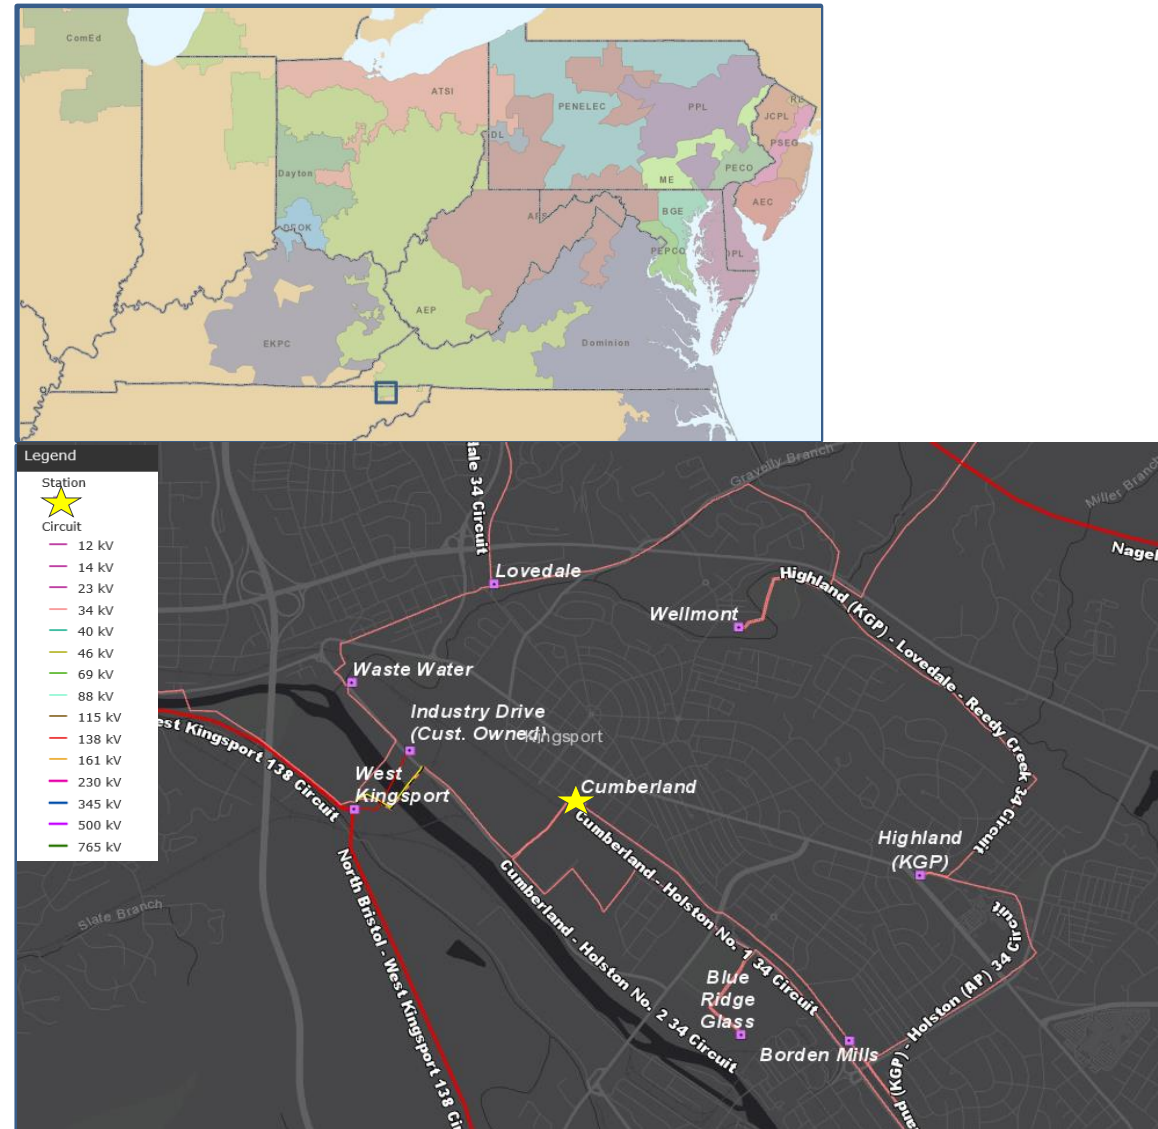 ComEd
ATSI
PENELEC
PPL
RE
JCPL
PSEG
DL
Dayton
ME
PECO
AEC
BGE
APS
DEOK
PEPCO
DPL
AEP
EKPC
Dominion
Legend
Station
Circuit
12 kV
14 kV
23 kV
34 kV
40 kV
46 kV
69 kV
88 kV
115 kV
138 kV
161 kV
230 kV
345 kV
500 kV
765 kV
dale 34 Circuit
Gravelly Branch
Miller Branch
Nagel
Lovedale
Wellmont
Highland (KGP) - Lovedale - Reedy Creek 34 Circuit
Waste Water
Industry Drive
(Cust. Owned)
Kingsport
West
Kingsport
est Kingsport 138 Circuit
Cumberland
Highland
(KGP)
Cumberland - Holston No. 1 34 Circuit
Cumberland - Holston No. 2 34 Circuit
North Bristol - West Kingsport 138 Ci
Slate Branch
Blue
Ridge
Glass
Borden Mills
and (KGP) - Holston (AP) 34 Circuit